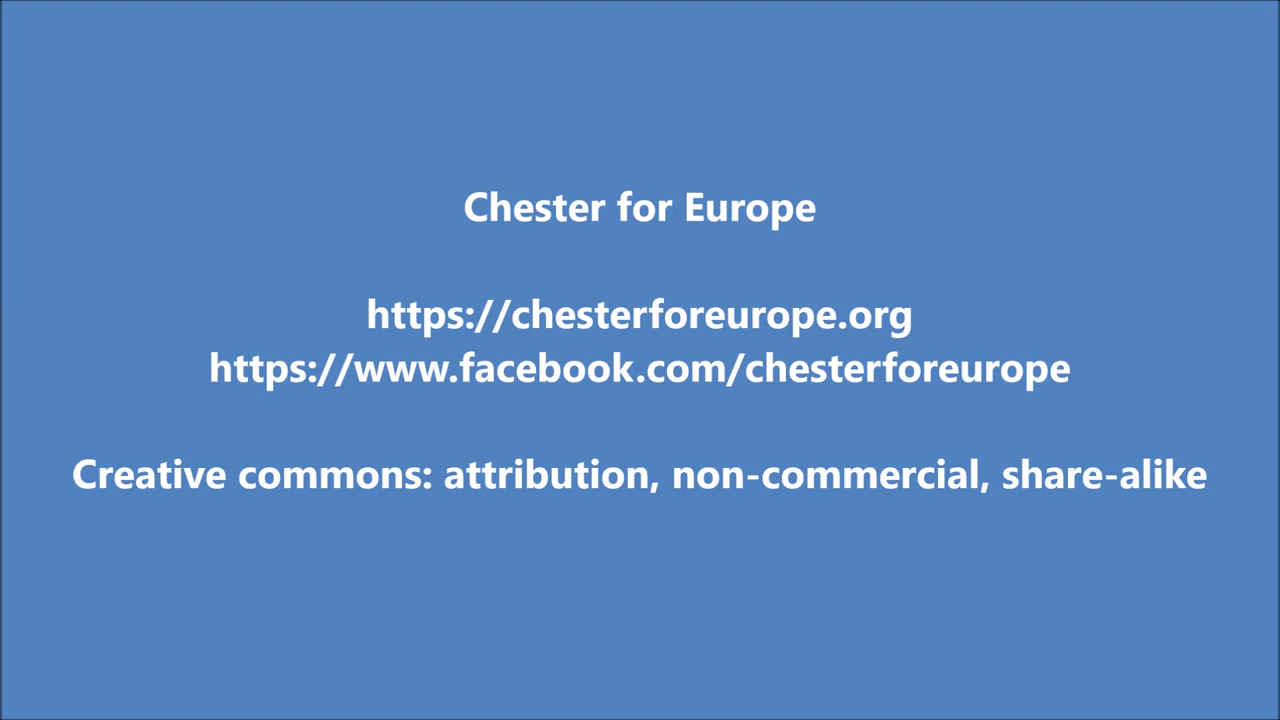 Chester for Europe
https://chesterforeurope.org
https://www.facebook.com/chesterforeurope
Creative commons: attribution, non-commercial, share-alike